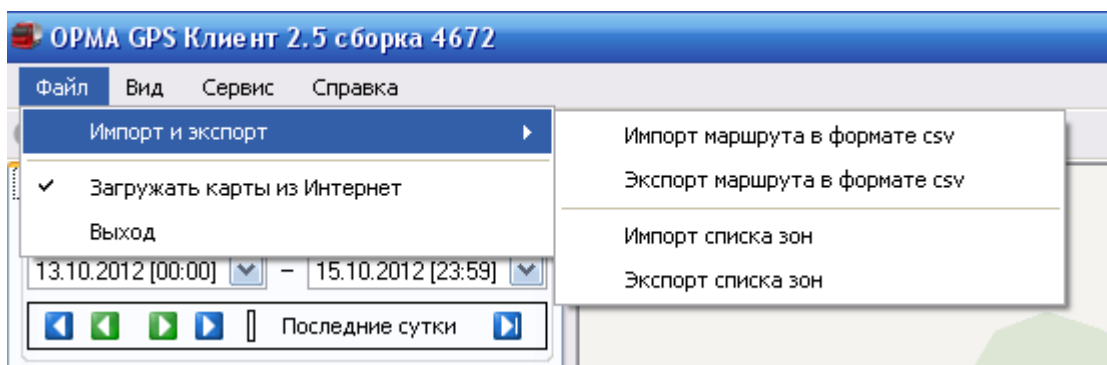 ОРМА GPS Клиент 2.5 сборка 4672
Файл Вид Сервис Справка
Импорт и экспорт
Загружать карты из Интернет
Выход
Импорт маршрута в формате csv
Экспорт маршрута в формате csv
Импорт списка зон
Экспорт списка зон
13.10.2012 [00:00] – 15.10.2012 [23:59]
Последние сутки